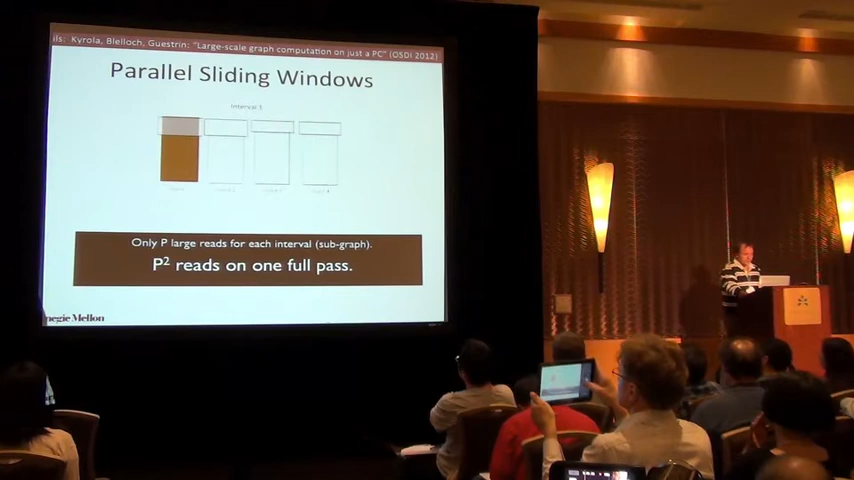 ils: Kyrola, Blelloch, Guestrin: "Large-scale graph computation on just a PC" (OSDI 2012)
Parallel Sliding Windows
Only P large reads for each interval (sub-graph).
P² reads on one full pass.
negie Mellon